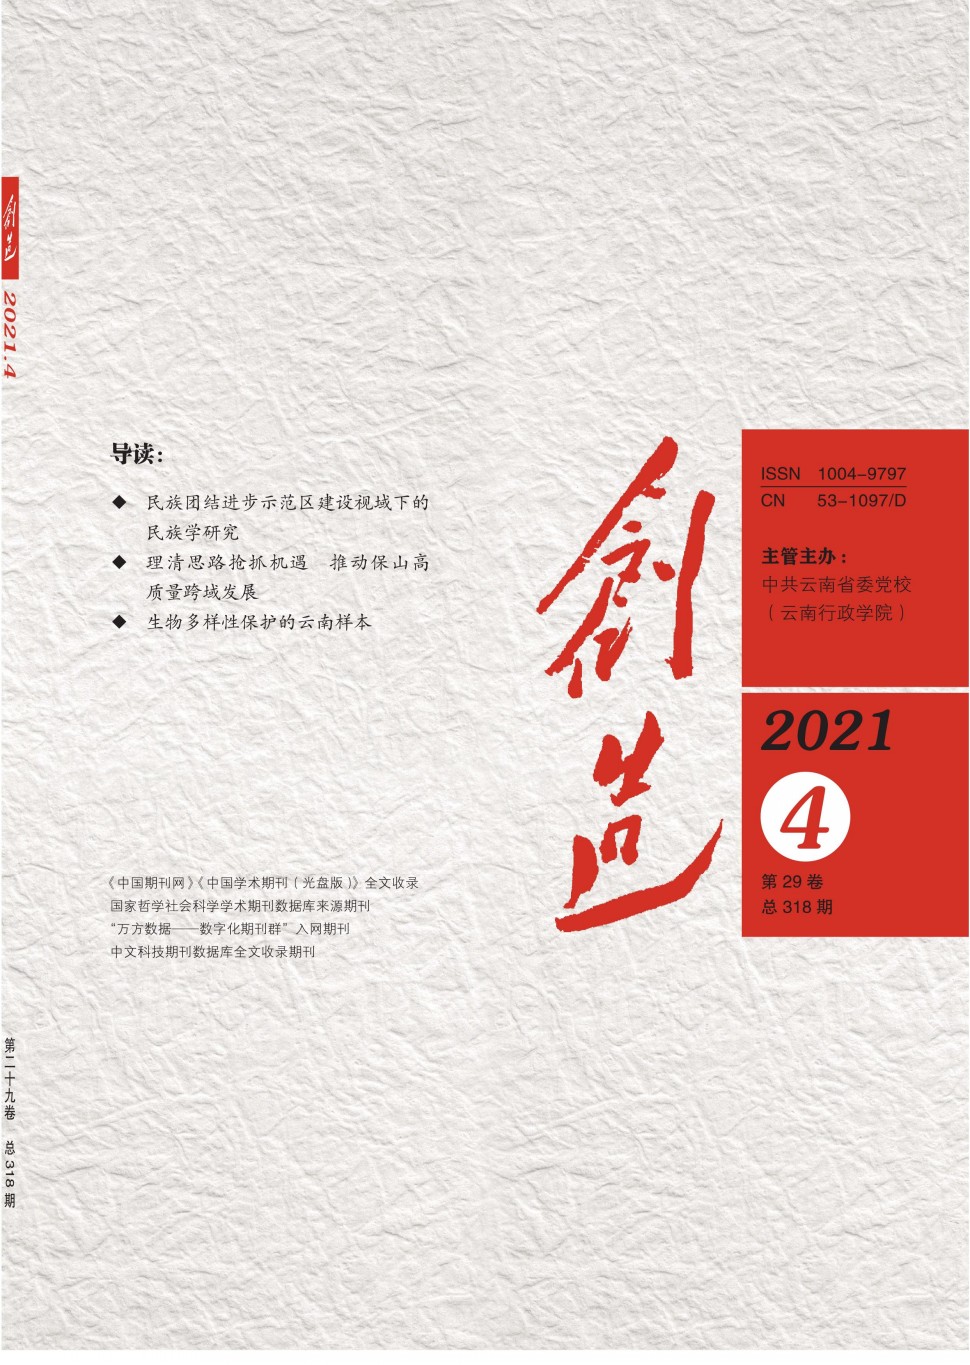 创造
2021.4
第二十九卷 总318期
导读：
◆ 民族团结进步示范区建设视域下的
民族学研究
◆ 理清思路抢抓机遇 推动保山高
质量跨域发展
◆ 生物多样性保护的云南样本
《中国期刊网》《中国学术期刊（光盘版）》全文收录
国家哲学社会科学学术期刊数据库来源期刊
“万方数据——数字化期刊群”入网期刊
中文科技期刊数据库全文收录期刊
创造
ISSN 1004-9797
CN 53-1097/D
主管主办：
中共云南省委党校
（云南行政学院）
2021
4
第 29 卷
总 318 期